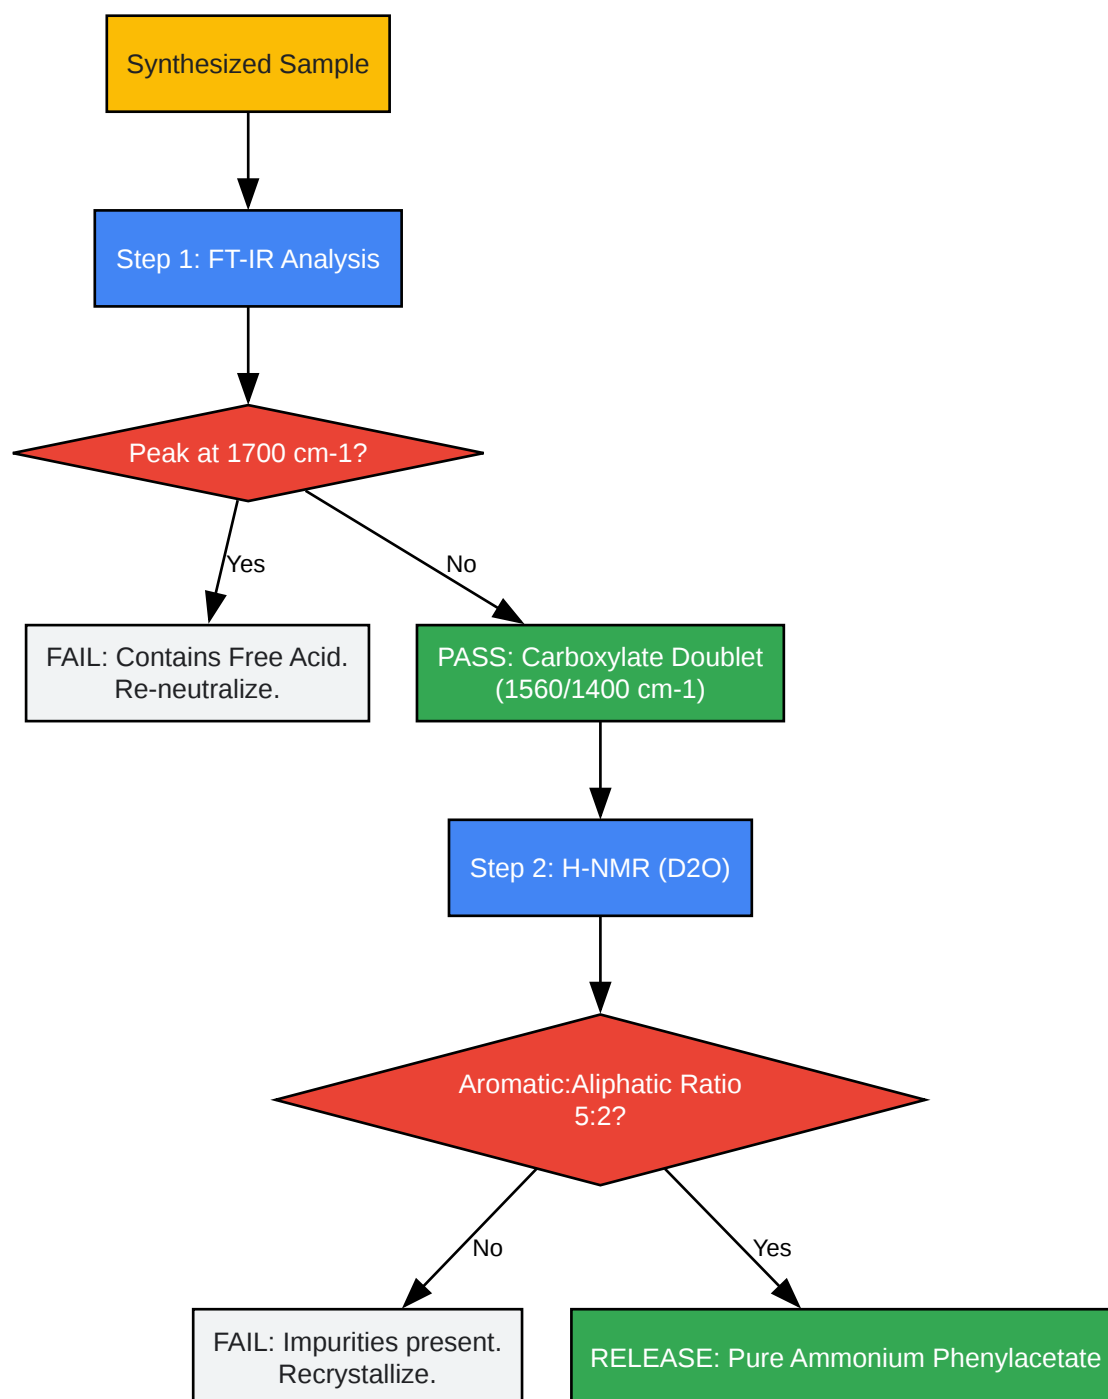 Synthesized Sample
Step 1: FT-IR Analysis
Peak at 1700 cm-1?
Yes
No
FAIL: Contains Free Acid.
Re-neutralize.
PASS: Carboxylate Doublet
(1560/1400 cm-1)
Step 2: H-NMR (D2O)
Aromatic:Aliphatic Ratio
5:2?
No
Yes
FAIL: Impurities present.
Recrystallize.
RELEASE: Pure Ammonium Phenylacetate